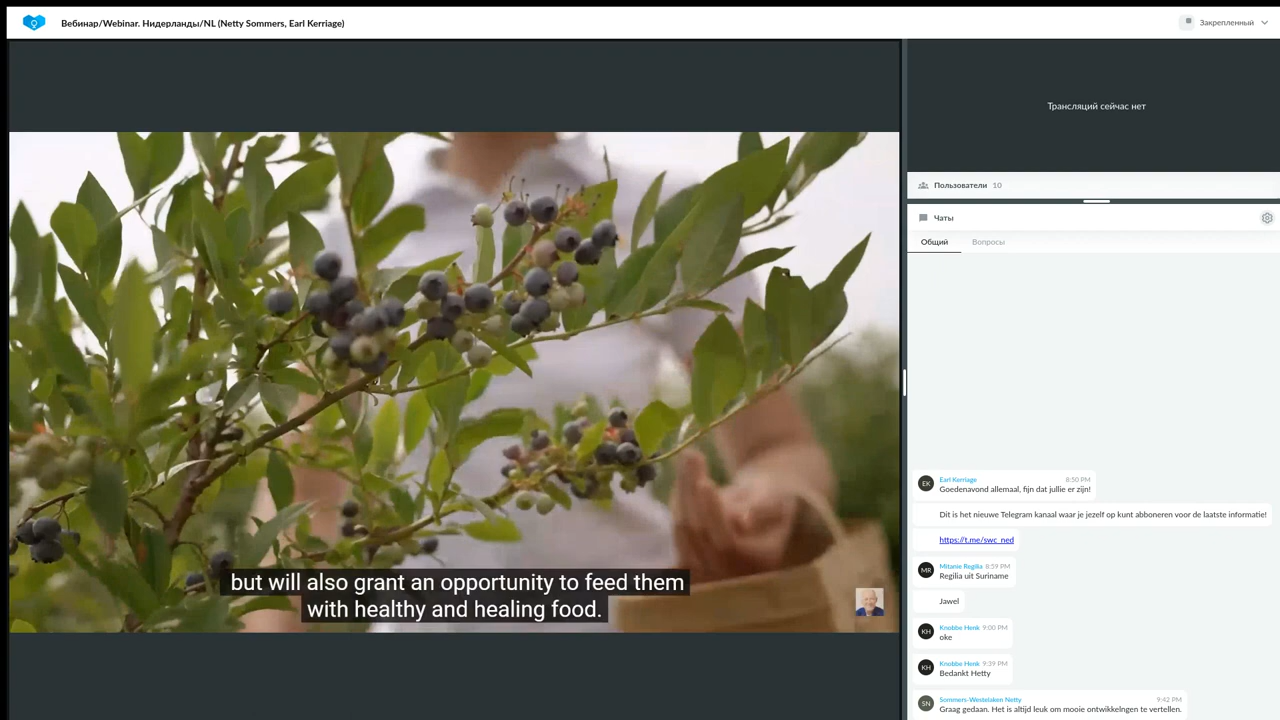 Вебинар/Webinar. Нидерланды/NL (Netty Sommers, Earl Kerriage)
Закрепленный
Трансляций сейчас нет
Пользователи 10
Чаты
Общий Вопросы
EK Earl Kerriage 8:50 PM
Goedenavond allemaal, fijn dat jullie er zijn!
Dit is het nieuwe Telegram kanaal waar je jezelf op kunt abboneren voor de laatste informatie!
https://t.me/swc_ned
MR Mitanie Regilia 8:59 PM
Regilia uit Suriname
Jawel
KH Knobbe Henk 9:00 PM
oke
KH Knobbe Henk 9:39 PM
Bedankt Hetty
SN Sommers-Westelaken Netty 9:42 PM
Graag gedaan. Het is altijd leuk om mooie ontwikkelngen te vertellen.
but will also grant an opportunity to feed them
with healthy and healing food.